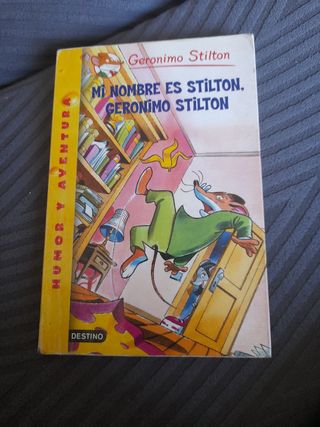 Geronimo Stilton
MI NOMBRE ES STILTON,
GERONIMO STILTON
HUMOR Y AVENTURA
DESTINO